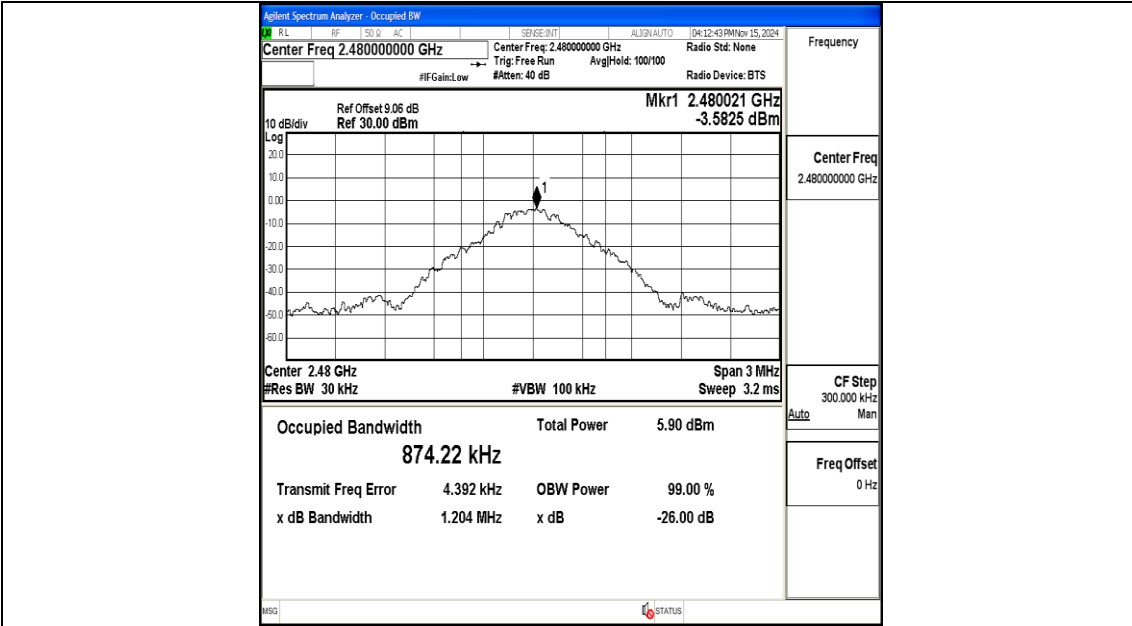 Agilent Spectrum Analyzer - Occupied BW
LXI RL RF 50 Ω AC SENSE:INT ALIGN AUTO 04:12:43 PM Nov 15, 2024
Center Freq 2.480000000 GHz
Center Freq: 2.480000000 GHz
Radio Std: None
Trig: Free Run Avg|Hold: 100/100
#IFGain:Low #Atten: 40 dB Radio Device: BTS
Frequency
Mkr1 2.480021 GHz
Ref Offset 9.06 dB
10 dB/div Ref 30.00 dBm -3.5825 dBm
Log
20.0
10.0
0.00
-10.0
-20.0
-30.0
-40.0
-50.0
-60.0
1
Center 2.48 GHz Span 3 MHz
#Res BW 30 kHz #VBW 100 kHz Sweep 3.2 ms
Occupied Bandwidth Total Power 5.90 dBm
874.22 kHz
Transmit Freq Error 4.392 kHz OBW Power 99.00 %
x dB Bandwidth 1.204 MHz x dB -26.00 dB
Center Freq
2.480000000 GHz
CF Step
300.000 kHz
Auto Man
Freq Offset
0 Hz
MSG STATUS